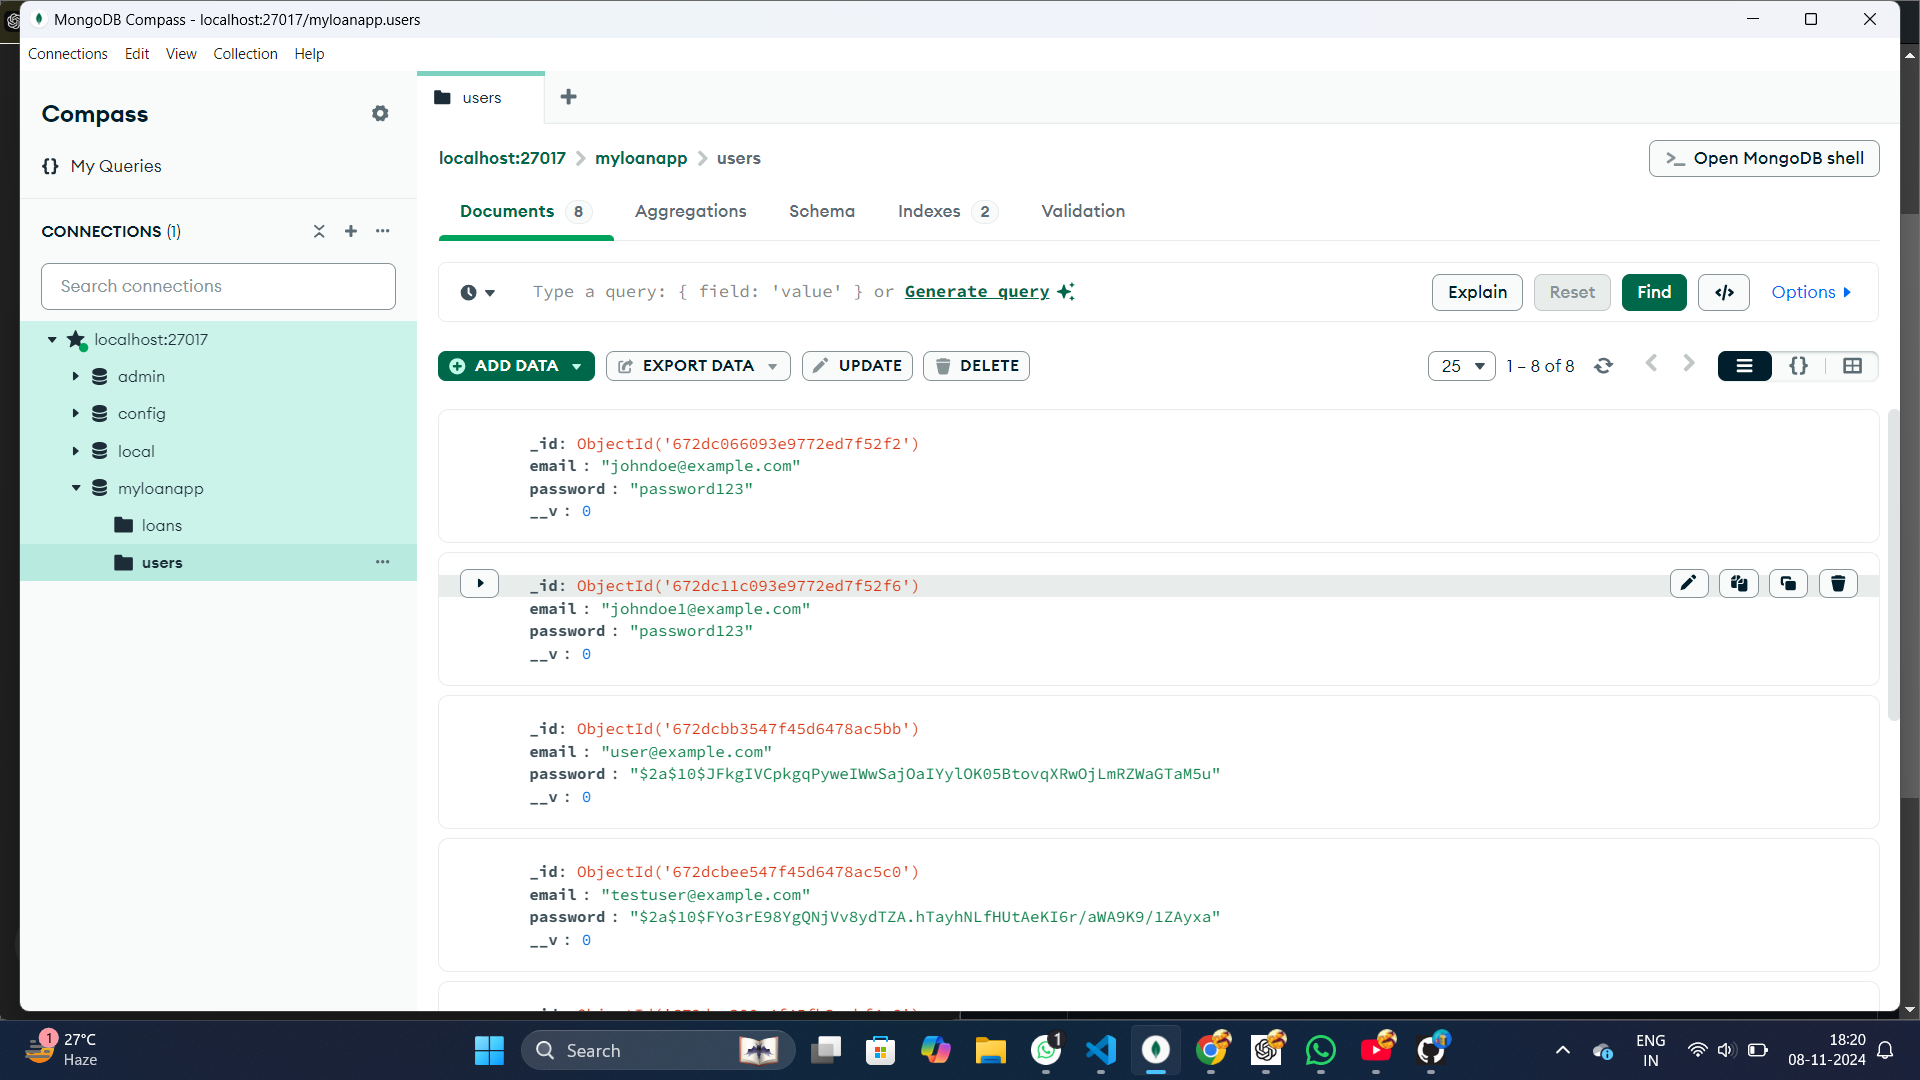 MongoDB Compass - localhost:27017/myloanapp.users
Connections Edit View Collection Help
Compass
{} My Queries
CONNECTIONS (1)
Search connections
localhost:27017
admin
config
local
myloanapp
loans
users
users
localhost:27017 > myloanapp > users
>_ Open MongoDB shell
Documents 8 Aggregations Schema Indexes 2 Validation
Type a query: { field: 'value' } or Generate query
Explain Reset Find </> Options
ADD DATA EXPORT DATA UPDATE DELETE
25 1 – 8 of 8 {}
_id: ObjectId('672dc066093e9772ed7f52f2')
email : "johndoe@example.com"
password : "password123"
__v : 0
_id: ObjectId('672dc11c093e9772ed7f52f6')
email : "johndoe1@example.com"
password : "password123"
__v : 0
_id: ObjectId('672dcbb3547f45d6478ac5bb')
email : "user@example.com"
password : "$2a$10$JFkgIVCpkgqPyweIWwSajOaIYylOK05BtovqXRwOjLmRZWaGTaM5u"
__v : 0
_id: ObjectId('672dcbee547f45d6478ac5c0')
email : "testuser@example.com"
password : "$2a$10$FYo3rE98YgQNjVv8ydTZA.hTayhNLfHUtAeKI6r/aWA9K9/1ZAyxa"
__v : 0
1
27°C
Haze
Search
1
ENG
IN
18:20
08-11-2024